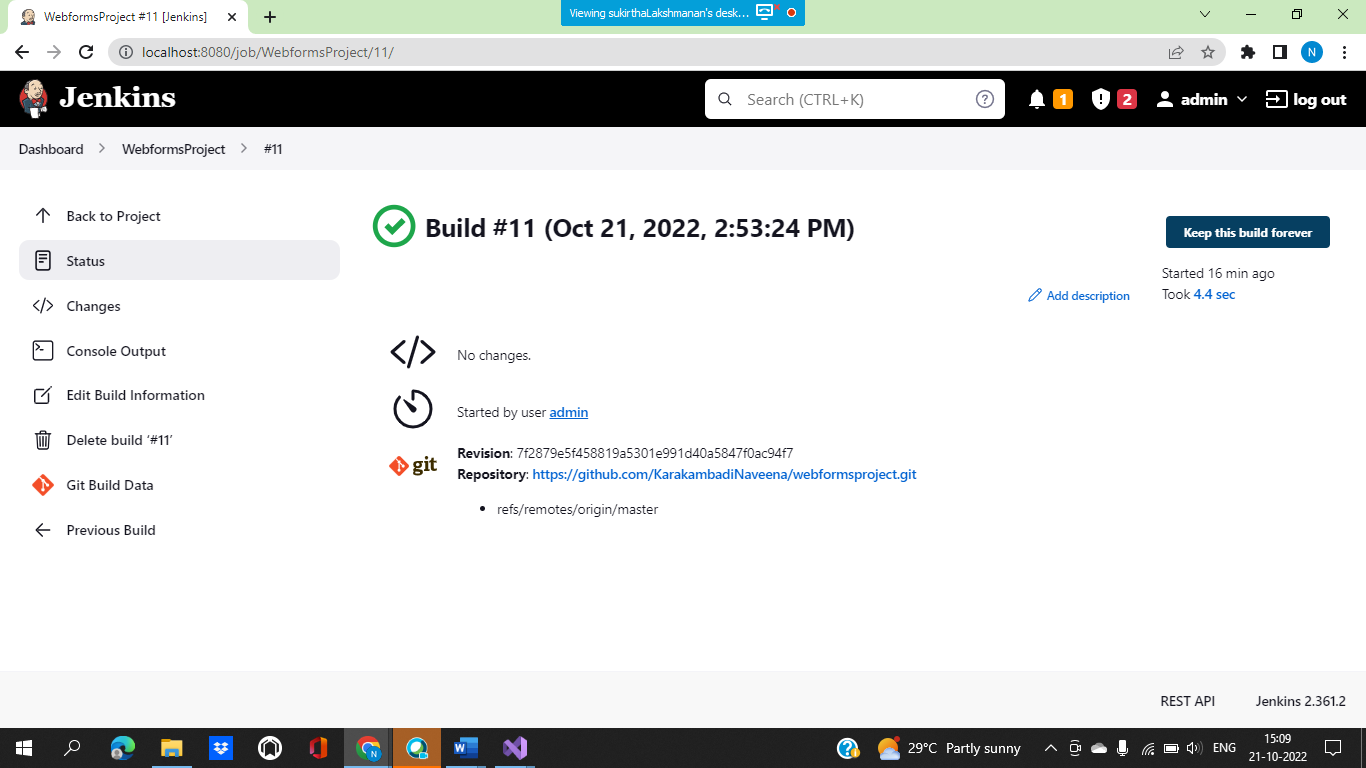 WebformsProject #11 [Jenkins]
Viewing sukirthaLakshmanan's desk...
localhost:8080/job/WebformsProject/11/
N
Jenkins
Search (CTRL+K)
1
2
admin
log out
Dashboard
WebformsProject
#11
Back to Project
Status
Changes
Console Output
Edit Build Information
Delete build ‘#11’
Git Build Data
Previous Build
Build #11 (Oct 21, 2022, 2:53:24 PM)
Keep this build forever
Started 16 min ago
Took 4.4 sec
Add description
No changes.
Started by user admin
git
Revision: 7f2879e5f458819a5301e991d40a5847f0ac94f7
Repository: https://github.com/KarakambadiNaveena/webformsproject.git
refs/remotes/origin/master
REST API
Jenkins 2.361.2
29°C Partly sunny
ENG
15:09
21-10-2022